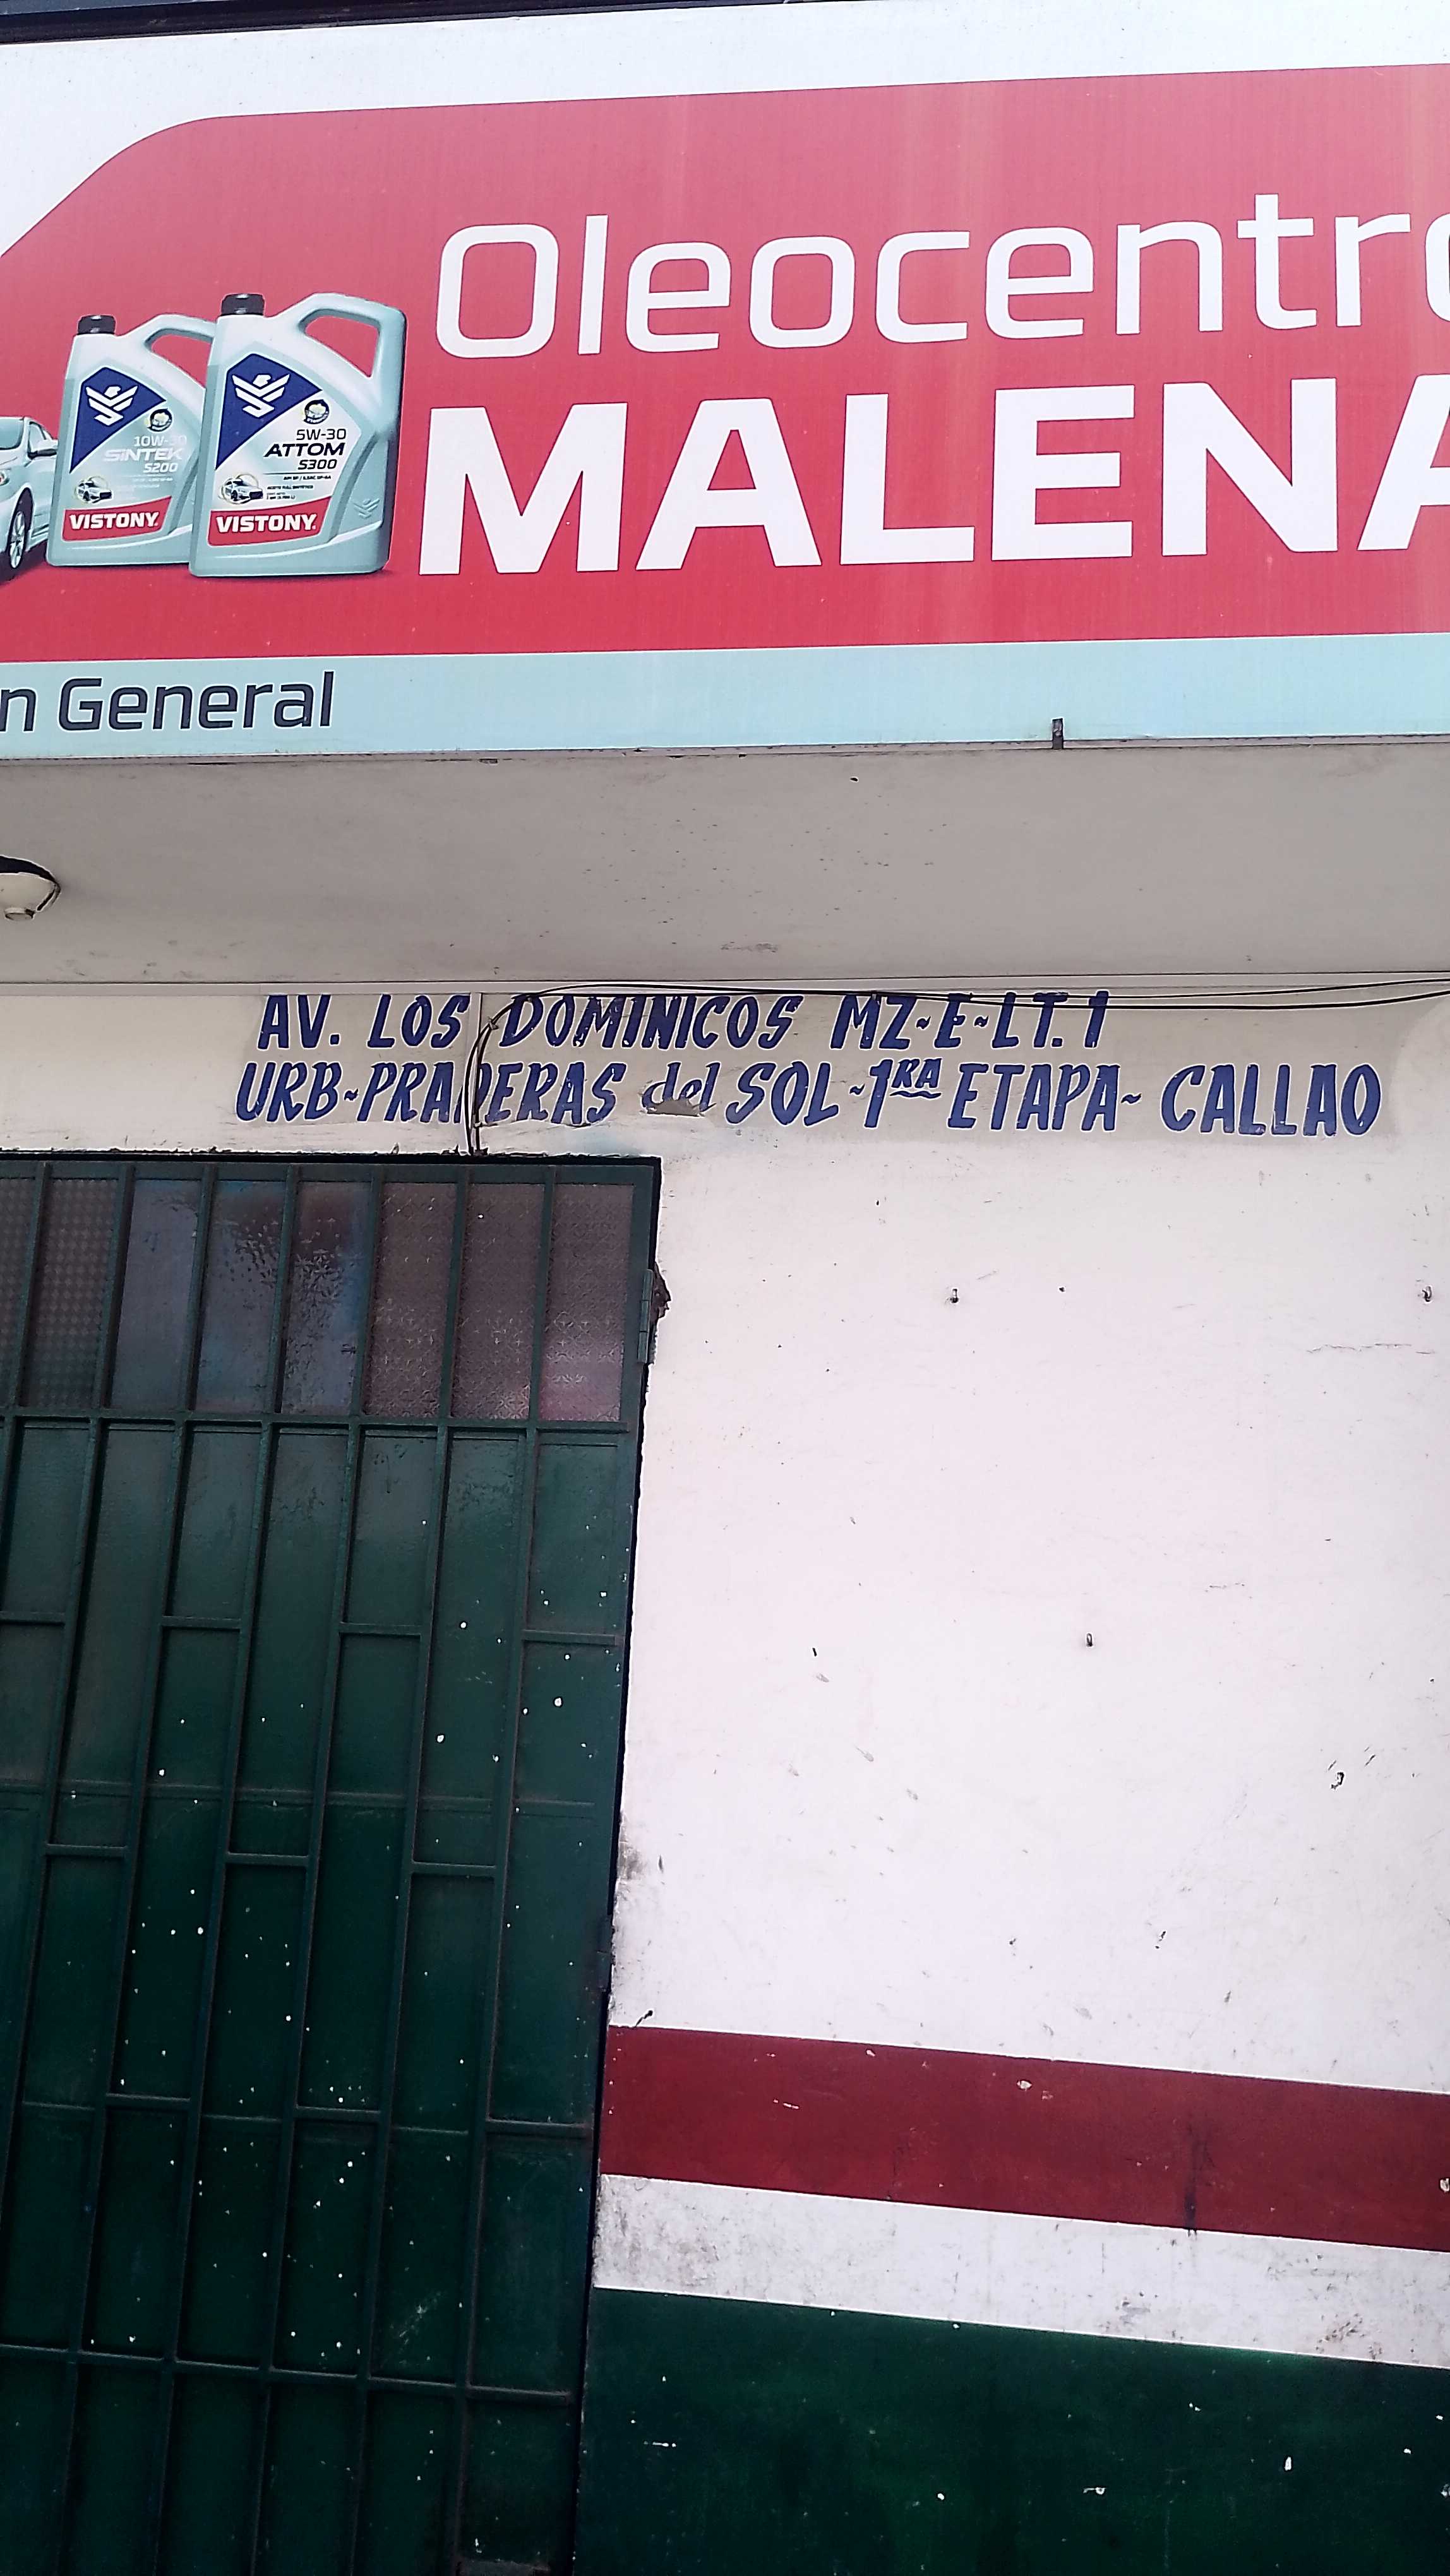 Oleocentro
MALENA
10W-30
SINTEK
S200
VISTONY
5W-30
ATTOM
S300
VISTONY
n General
AV. LOS DOMINICOS MZ-E-LT. 1
URB-PRADERAS del SOL-1RA ETAPA- CALLAO